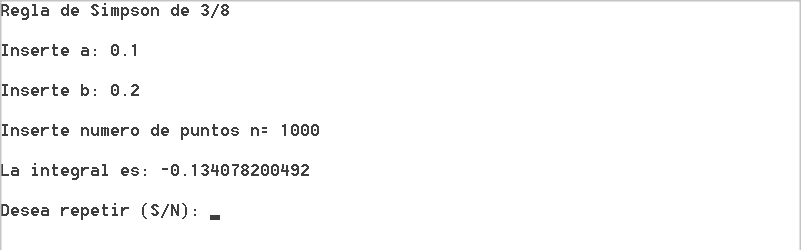 Regla de Simpson de 3/8
Inserte a: 0.1
Inserte b: 0.2
Inserte numero de puntos n= 1000
La integral es: -0.134078200492
Desea repetir (S/N): _